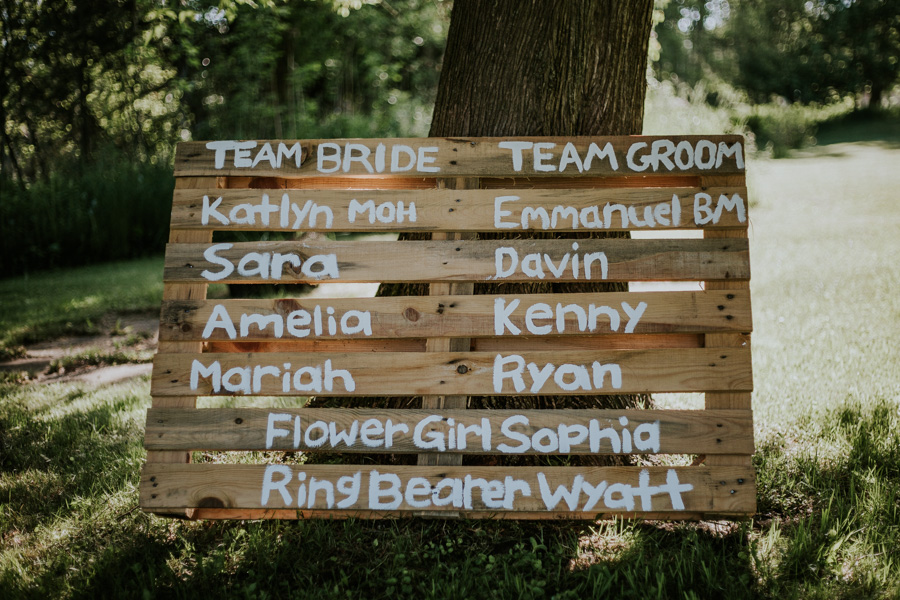 TEAM BRIDE TEAM GROOM
Katlyn MOH Emmanuel BM
Sara Davin
Amelia Kenny
Mariah Ryan
Flower Girl Sophia
Ring Bearer Wyatt